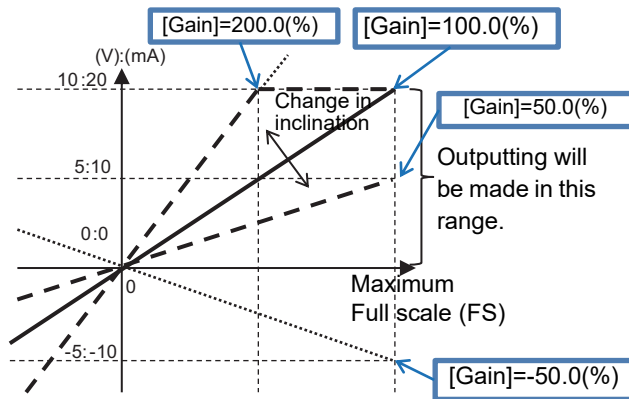 [Gain]=200.0(%)
[Gain]=100.0(%)
(V):(mA)
10:20
Change in
inclination
[Gain]=50.0(%)
5:10
Outputting will
be made in this
range.
0:0
0
Maximum
Full scale (FS)
-5:-10
[Gain]=-50.0(%)